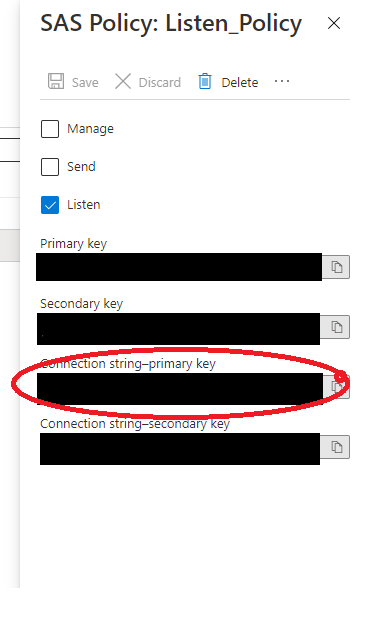 SAS Policy: Listen_Policy
Save Discard Delete ...
Manage
Send
Listen
Primary key
Secondary key
Connection string–primary key
Connection string–secondary key